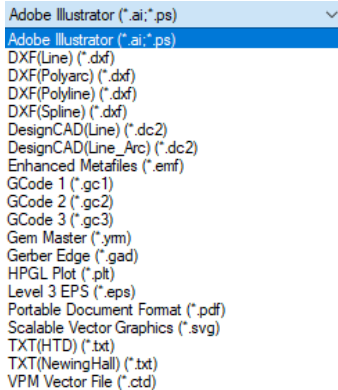 Adobe Illustrator (*.ai;*.ps)
Adobe Illustrator (*.ai;*.ps)
DXF(Line) (*.dxf)
DXF(Polyarc) (*.dxf)
DXF(Polyline) (*.dxf)
DXF(Spline) (*.dxf)
DesignCAD(Line) (*.dc2)
DesignCAD(Line_Arc) (*.dc2)
Enhanced Metafiles (*.emf)
GCode 1 (*.gc1)
GCode 2 (*.gc2)
GCode 3 (*.gc3)
Gem Master (*.yrm)
Gerber Edge (*.gad)
HPGL Plot (*.plt)
Level 3 EPS (*.eps)
Portable Document Format (*.pdf)
Scalable Vector Graphics (*.svg)
TXT(HTD) (*.txt)
TXT(NewingHall) (*.txt)
VPM Vector File (*.ctd)